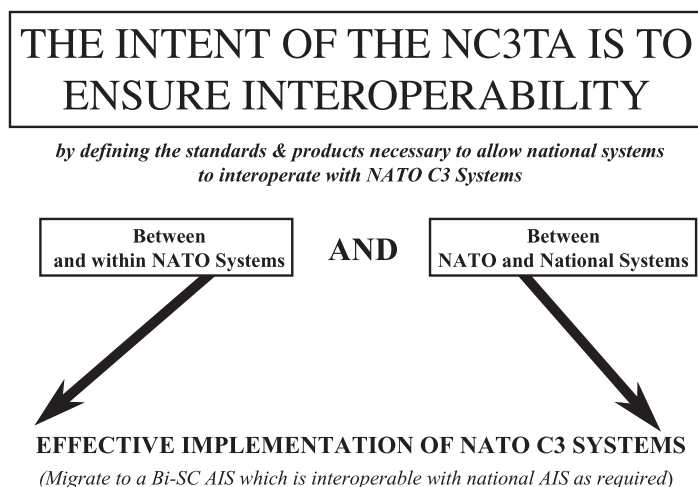 THE INTENT OF THE NC3TA IS TO
ENSURE INTEROPERABILITY
by defining the standards & products necessary to allow national systems
to interoperate with NATO C3 Systems
Between
and within NATO Systems
AND
Between
NATO and National Systems
EFFECTIVE IMPLEMENTATION OF NATO C3 SYSTEMS
(Migrate to a Bi-SC AIS which is interoperable with national AIS as required)